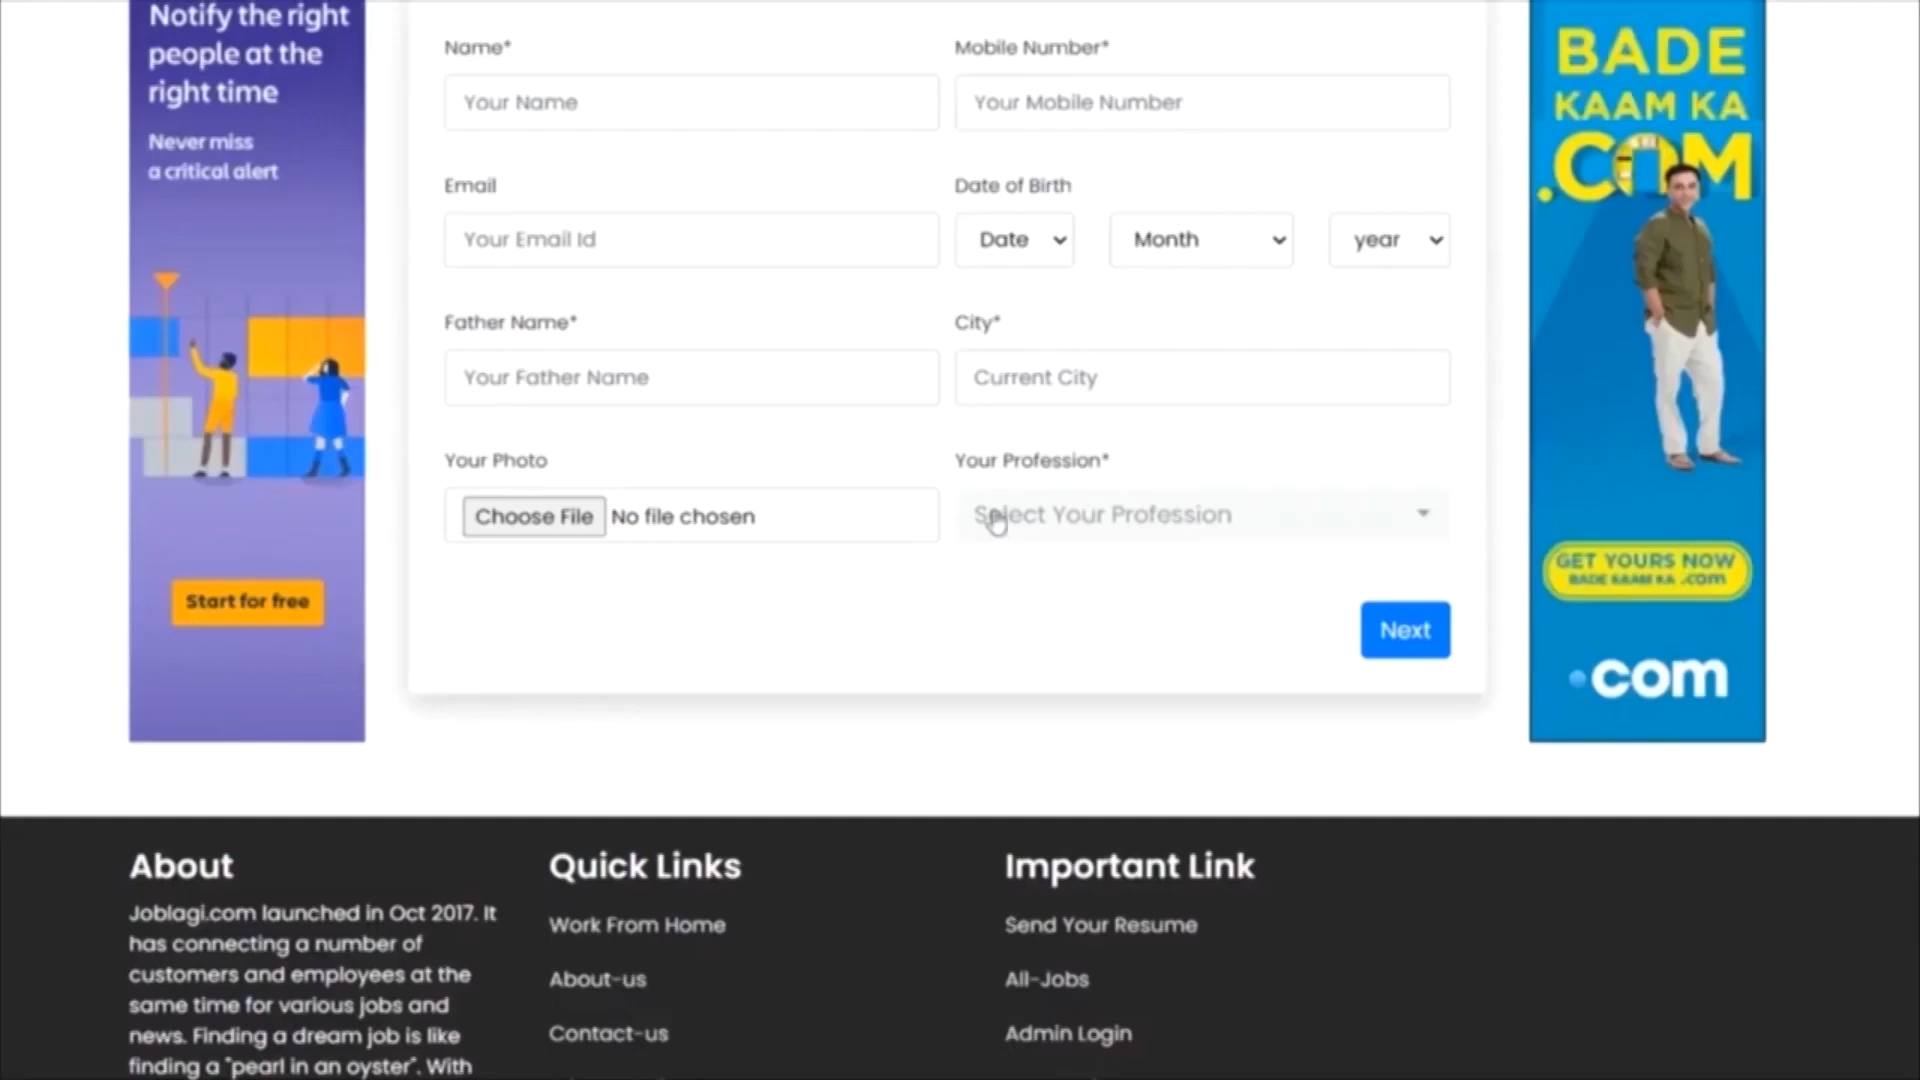 Notify the right
people at the
right time
Never miss
a critical alert
Start for free
Name*
Mobile Number*
Your Name
Your Mobile Number
Email
Date of Birth
Your Email Id
Date
Month
year
Father Name*
City*
Your Father Name
Current City
Your Photo
Your Profession*
Choose File No file chosen
Select Your Profession
Next
BADE
KAAM KA
.COM
GET YOURS NOW
BADE KAAM KA .com
.com
About
Joblagi.com launched in Oct 2017. It
has connecting a number of
customers and employees at the
same time for various jobs and
news. Finding a dream job is like
finding a "pearl in an oyster". With
Quick Links
Work From Home
About-us
Contact-us
Important Link
Send Your Resume
All-Jobs
Admin Login